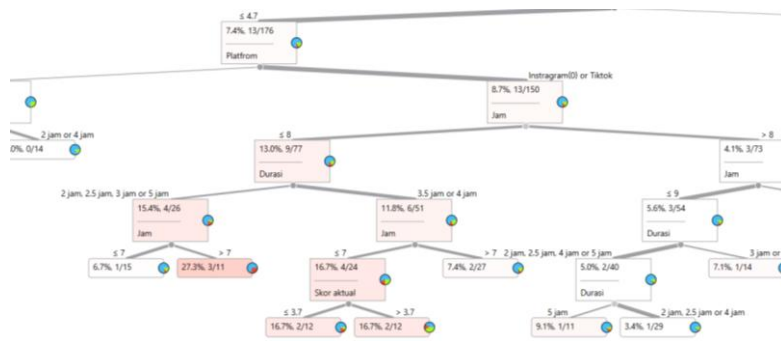 ≤ 4.7
7.4%, 13/176
Platfrom
Instragram(0) or Tiktok
8.7%, 13/150
Jam
2 jam or 4 jam
.0%, 0/14
≤ 8
> 8
13.0%, 9/77
Durasi
4.1%, 3/73
Jam
2 jam, 2.5 jam, 3 jam or 5 jam
3.5 jam or 4 jam
≤ 9
15.4%, 4/26
Jam
11.8%, 6/51
Jam
5.6%, 3/54
Durasi
≤ 7
> 7
≤ 7
> 7
2 jam, 2.5 jam, 4 jam or 5 jam
3 jam or
6.7%, 1/15
27.3%, 3/11
16.7%, 4/24
Skor aktual
7.4%, 2/27
5.0%, 2/40
Durasi
7.1%, 1/14
≤ 3.7
> 3.7
5 jam
2 jam, 2.5 jam or 4 jam
16.7%, 2/12
16.7%, 2/12
9.1%, 1/11
3.4%, 1/29